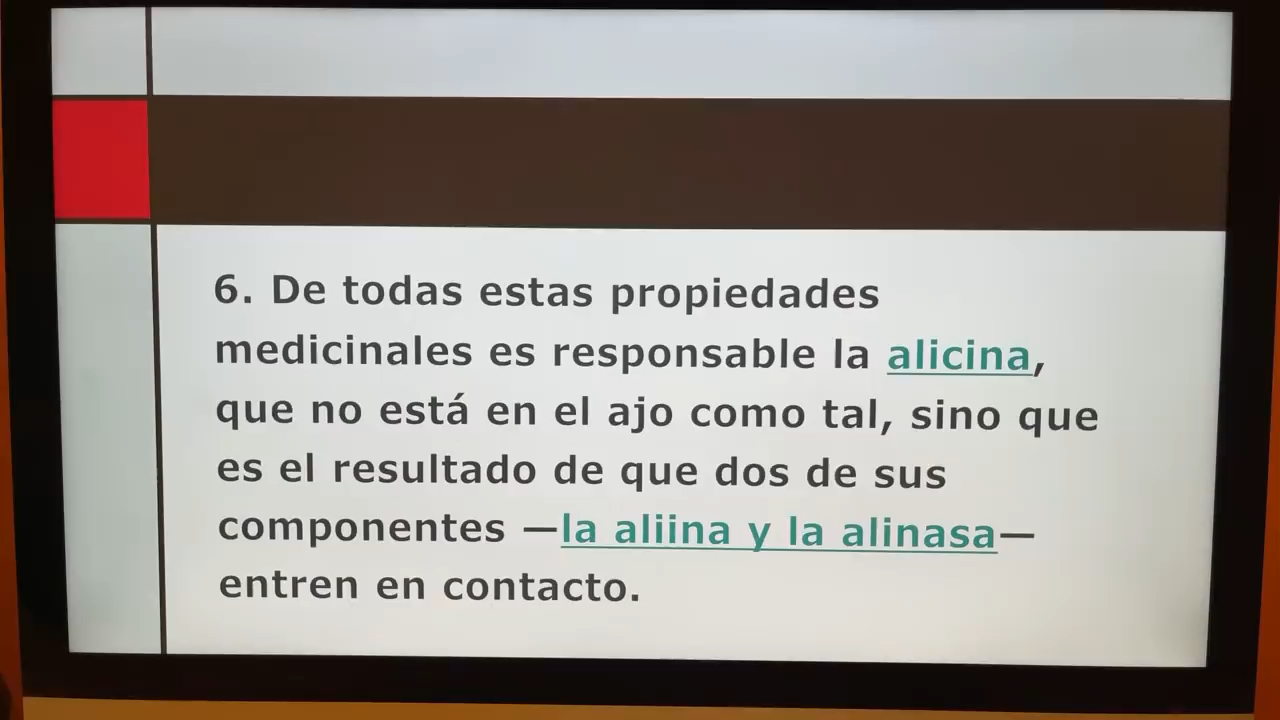 6. De todas estas propiedades
medicinales es responsable la alicina,
que no está en el ajo como tal, sino que
es el resultado de que dos de sus
componentes —la aliina y la alinasa—
entren en contacto.